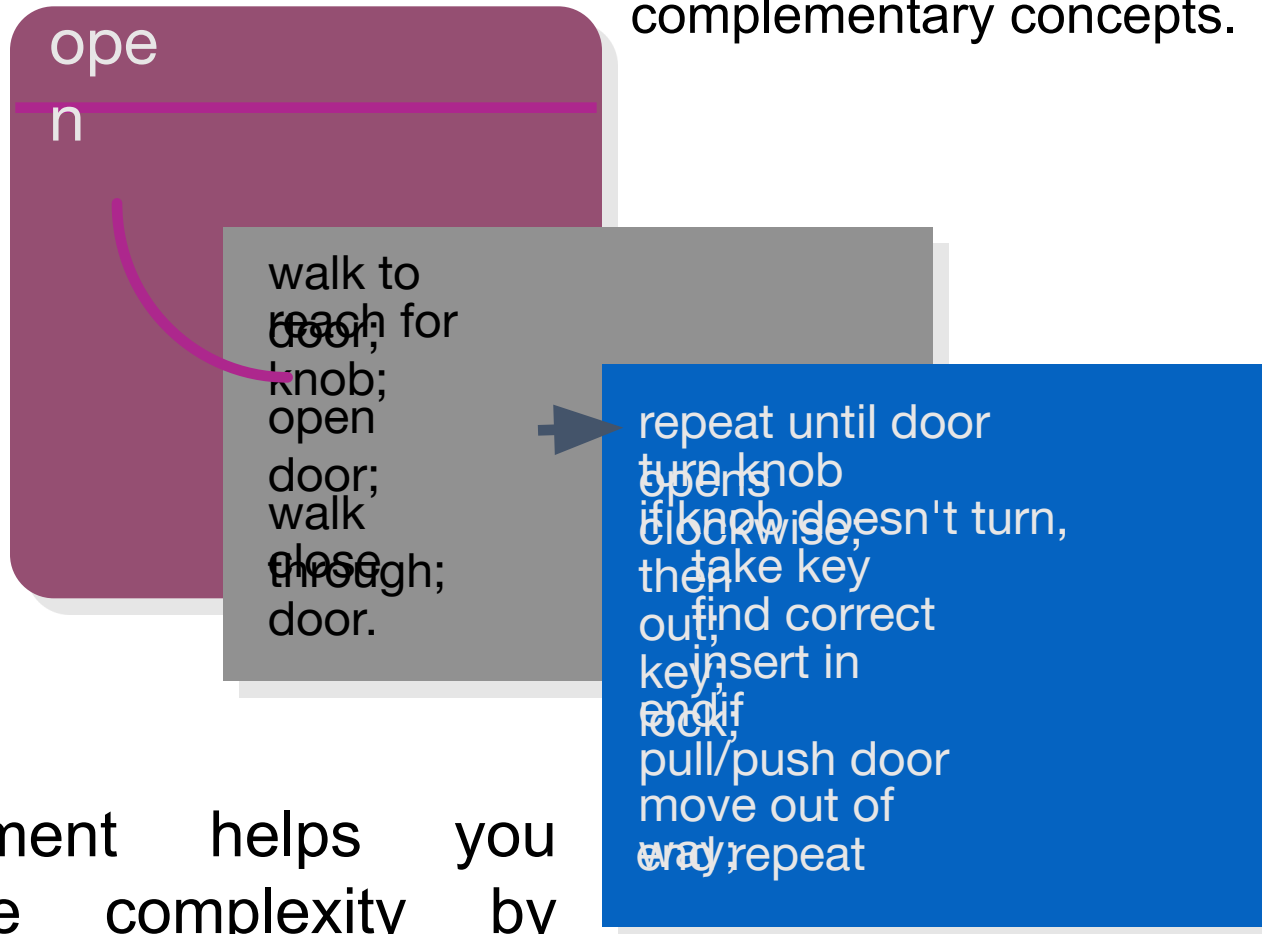 complementary concepts.
ope
n
walk to
door;
reach for
knob;
open
door;
walk
through;
close
door.
repeat until door
opens
turn knob
clockwise;
if knob doesn't turn,
then
take key
out;
find correct
key;
insert in
lock;
endif
pull/push door
move out of
way;
end repeat
ment helps you
e complexity by